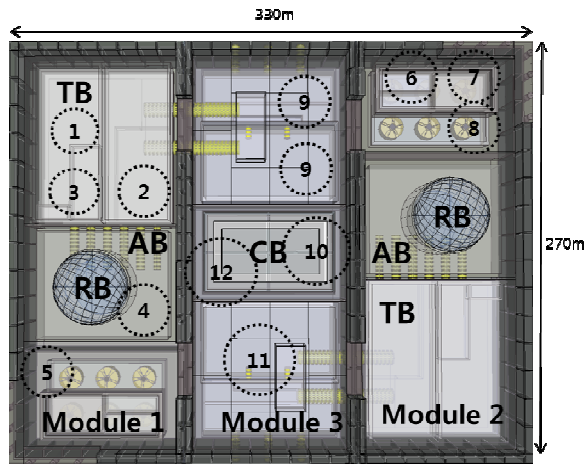 330m
TB
1
3
2
AB
RB
4
5
Module 1
9
9
CB
10
12
11
Module 3
6
7
8
RB
AB
TB
Module 2
270m